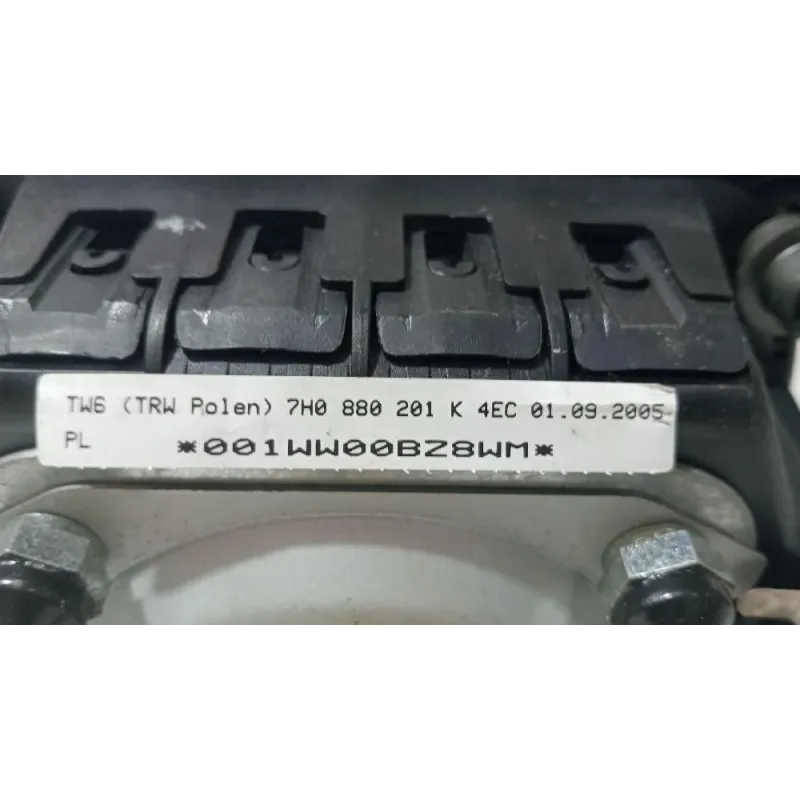 TW6 (TRW Polen) 7H0 880 201 K 4EC 01.09.2005
PL *001WW00BZ8WM*